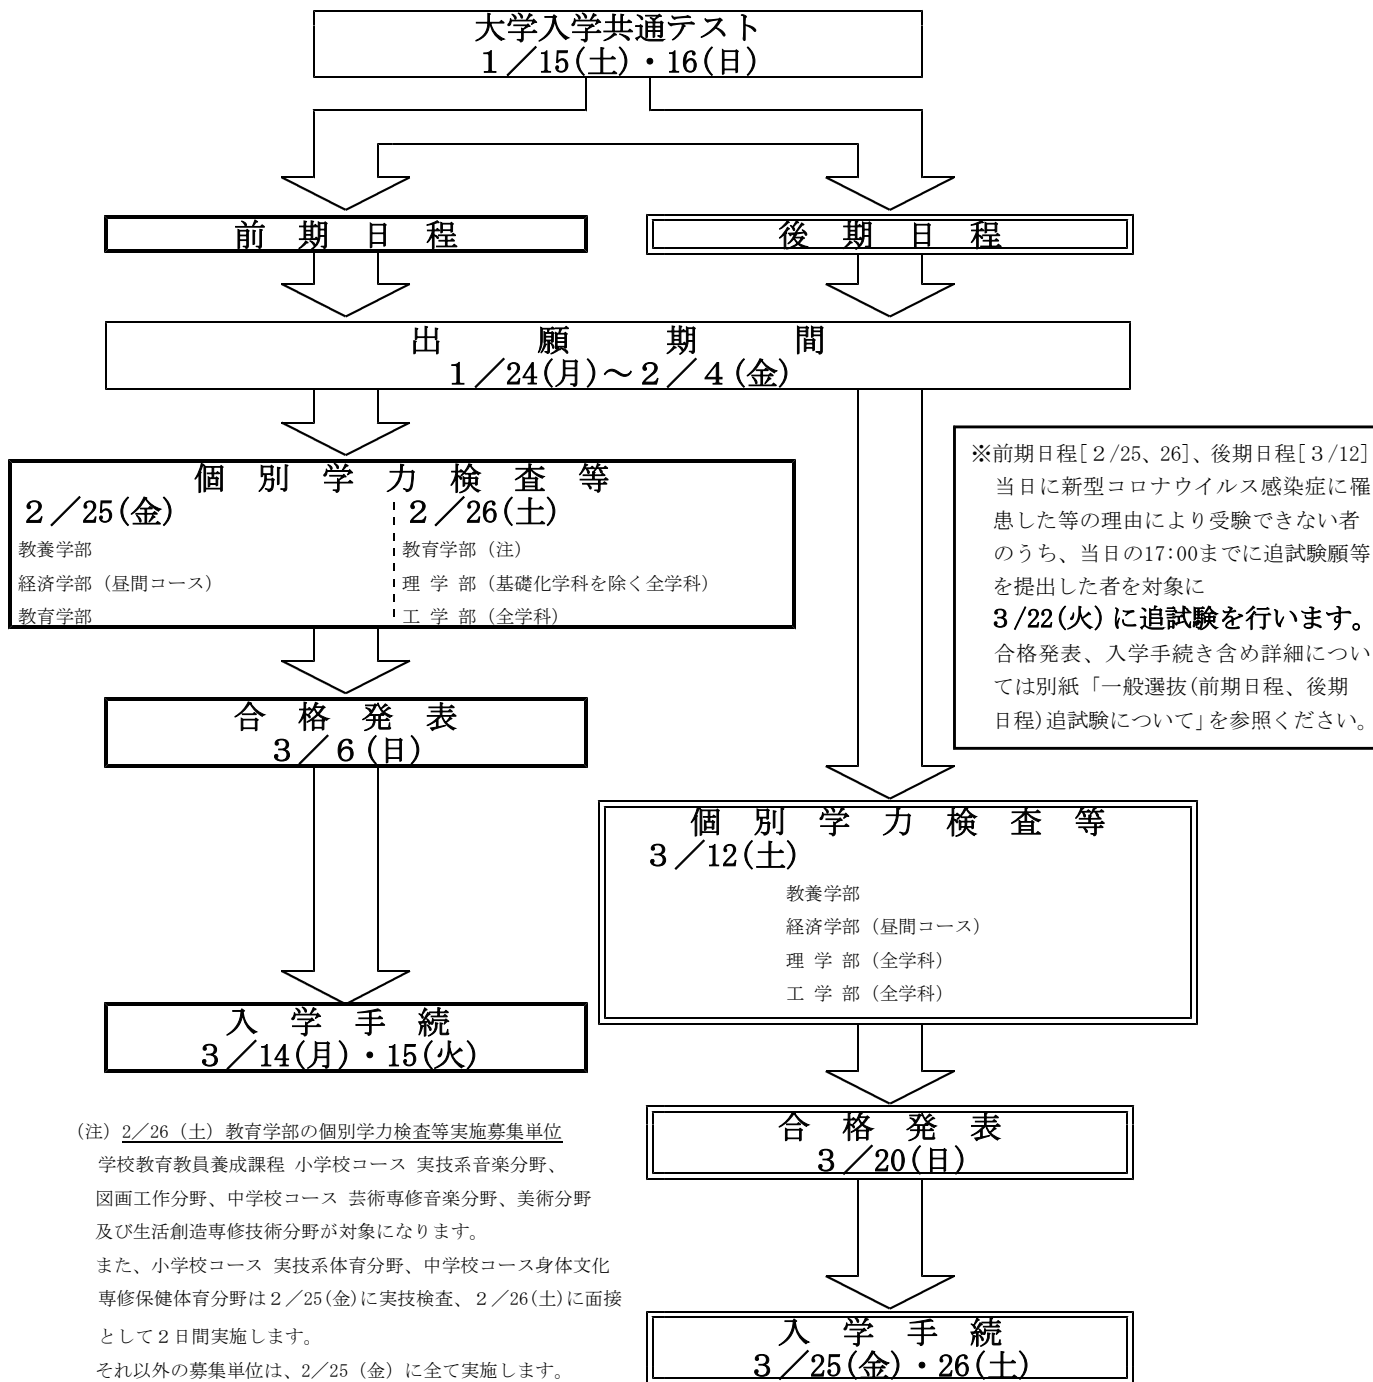 大学入学共通テスト
1／15(土)・16(日)
前 期 日 程
後 期 日 程
出 願 期 間
1／24(月)～2／4(金)
個 別 学 力 検 査 等
2／25(金)
教養学部
経済学部（昼間コース）
教育学部
2／26(土)
教育学部（注）
理 学 部（基礎化学科を除く全学科）
工 学 部（全学科）
※前期日程[２/25、26]、後期日程[３/12]
当日に新型コロナウイルス感染症に罹
患した等の理由により受験できない者
のうち、当日の17:00までに追試験願等
を提出した者を対象に
３/22(火)に追試験を行います。
合格発表、入学手続き含め詳細につい
ては別紙「一般選抜(前期日程、後期
日程)追試験について」を参照ください。
合 格 発 表
3／6(日)
個 別 学 力 検 査 等
3／12(土)
教養学部
経済学部（昼間コース）
理 学 部（全学科）
工 学 部（全学科）
入 学 手 続
3／14(月)・15(火)
合 格 発 表
3／20(日)
入 学 手 続
3／25(金)・26(土)
（注）2／26（土）教育学部の個別学力検査等実施募集単位
学校教育教員養成課程 小学校コース 実技系音楽分野、
図画工作分野、中学校コース 芸術専修音楽分野、美術分野
及び生活創造専修技術分野が対象になります。
また、小学校コース 実技系体育分野、中学校コース身体文化
専修保健体育分野は２／25(金)に実技検査、２／26(土)に面接
として２日間実施します。
それ以外の募集単位は、2／25（金）に全て実施します。